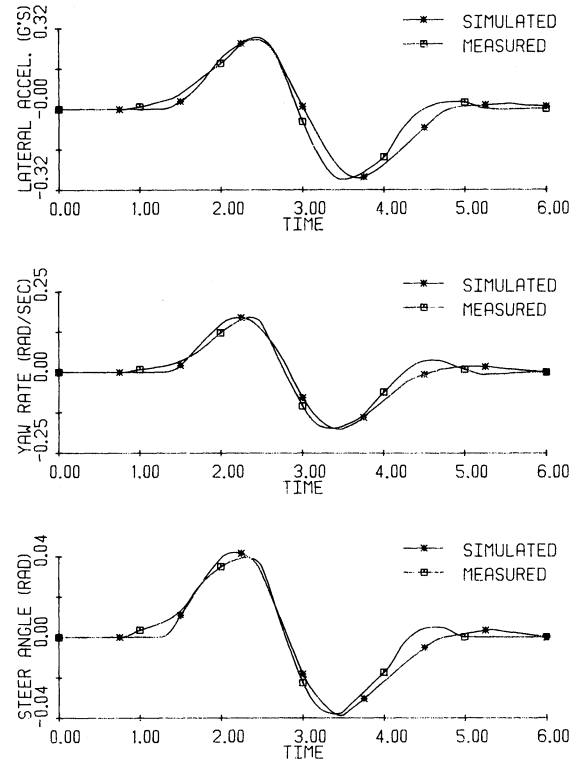 LATERAL ACCEL. (G'S)
0.32
-0.00
-0.32
SIMULATED
MEASURED
0.00 1.00 2.00 3.00 4.00 5.00 6.00
TIME
YAW RATE (RAD/SEC)
0.25
0.00
-0.25
SIMULATED
MEASURED
0.00 1.00 2.00 3.00 4.00 5.00 6.00
TIME
STEER ANGLE (RAD)
0.04
0.00
-0.04
SIMULATED
MEASURED
0.00 1.00 2.00 3.00 4.00 5.00 6.00
TIME